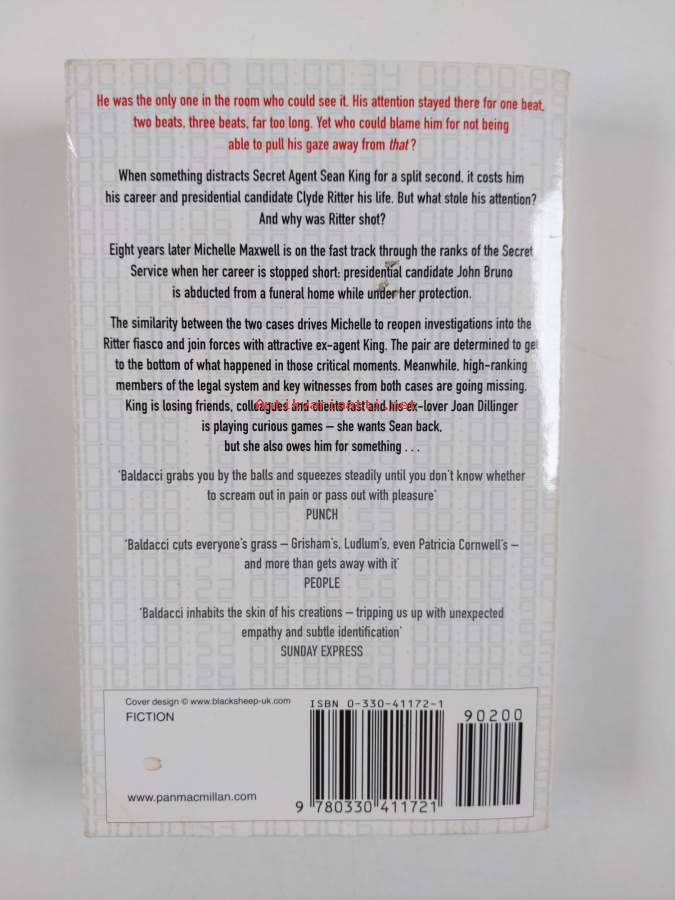 00:00:00 00:00:34 00:00:88
He was the only one in the room who could see it. His attention stayed there for one beat,
two beats, three beats, far too long. Yet who could blame him for not being
able to pull his gaze away from that?
When something distracts Secret Agent Sean King for a split second, it costs him
his career and presidential candidate Clyde Ritter his life. But what stole his attention?
And why was Ritter shot?
Eight years later Michelle Maxwell is on the fast track through the ranks of the Secret
Service when her career is stopped short: presidential candidate John Bruno
is abducted from a funeral home while under her protection.
The similarity between the two cases drives Michelle to reopen investigations into the
Ritter fiasco and join forces with attractive ex-agent King. The pair are determined to get
to the bottom of what happened in those critical moments. Meanwhile, high-ranking
members of the legal system and key witnesses from both cases are going missing.
King is losing friends, colleagues and clients fast and his ex-lover Joan Dillinger
is playing curious games – she wants Sean back,
but she also owes him for something . . .
'Baldacci grabs you by the balls and squeezes steadily until you don't know whether
to scream out in pain or pass out with pleasure'
PUNCH
'Baldacci cuts everyone's grass – Grisham's, Ludlum's, even Patricia Cornwell's –
and more than gets away with it'
PEOPLE
'Baldacci inhabits the skin of his creations – tripping us up with unexpected
empathy and subtle identification'
SUNDAY EXPRESS
Cover design © www.blacksheep-uk.com
FICTION
www.panmacmillan.com
ISBN 0-330-41172-1
90200
9 780330 411721